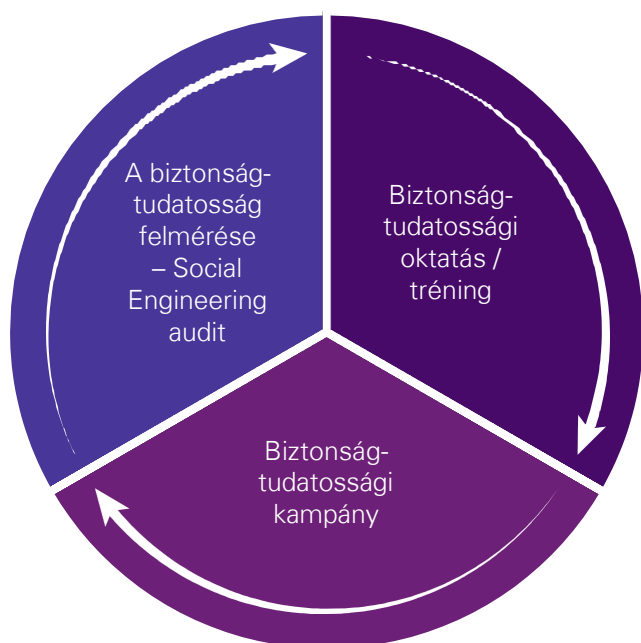 A biztonság-
tudatosság
felmérése
– Social
Engineering
audit
Biztonság-
tudatossági
oktatás /
tréning
Biztonság-
tudatossági
kampány